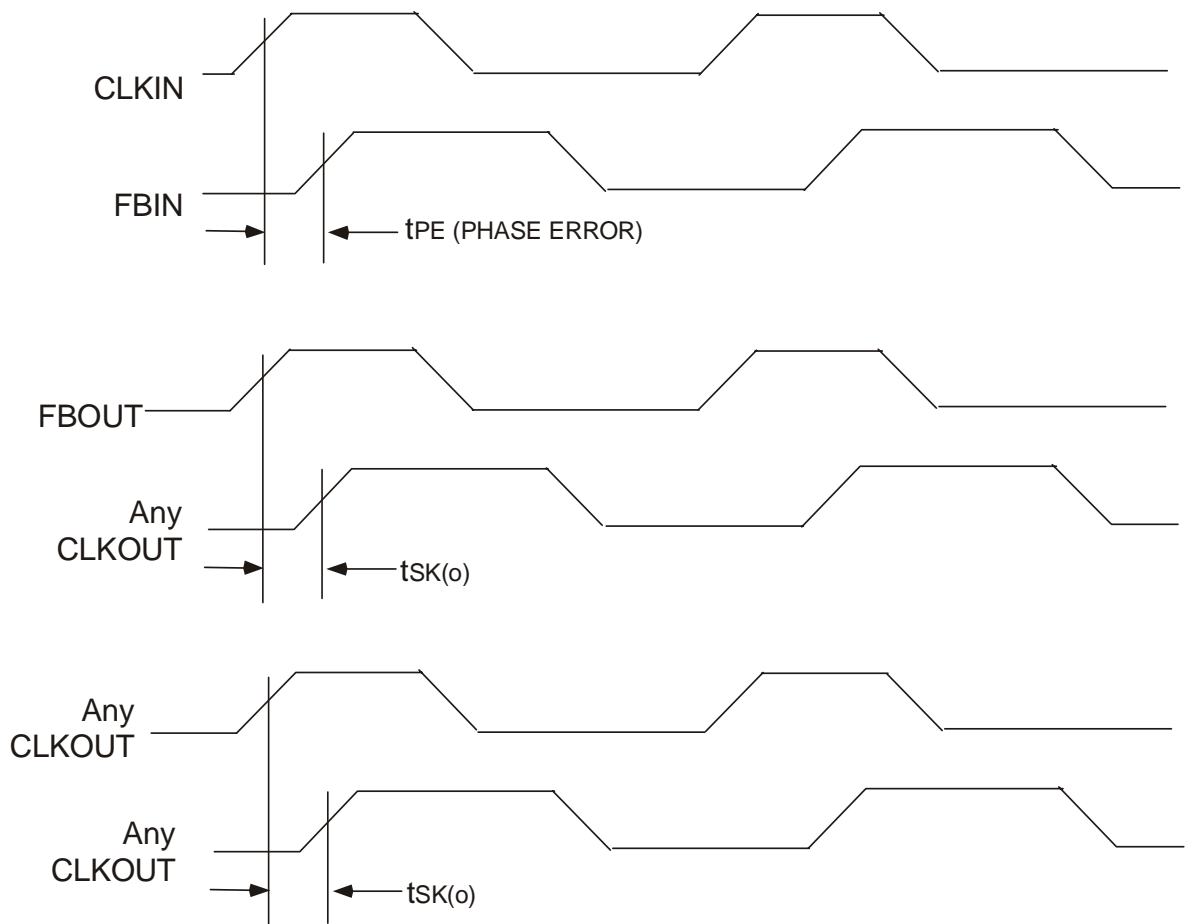 CLKIN
FBIN
tPE (PHASE ERROR)
FBOUT
Any
CLKOUT
tSK(o)
Any
CLKOUT
Any
CLKOUT
tSK(o)